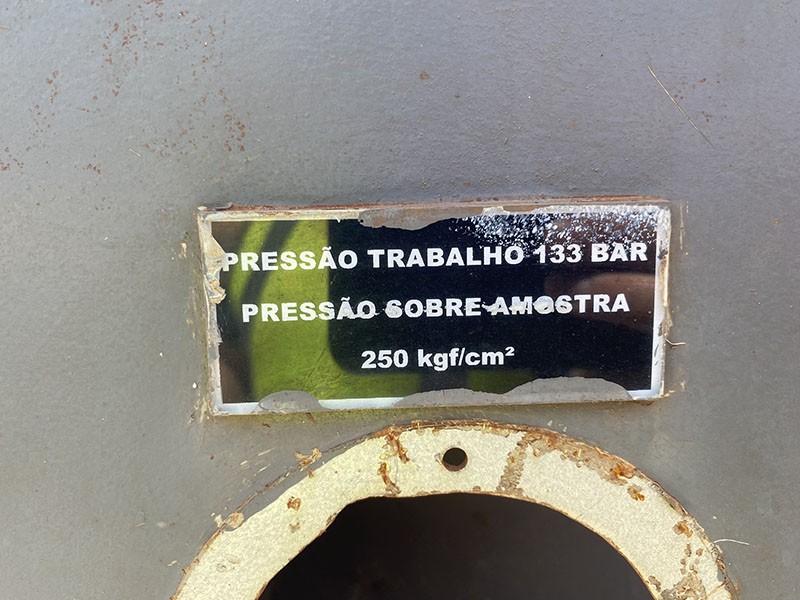 PRESSÃO TRABALHO 133 BAR
PRESSÃO SOBRE AMOSTRA
250 kgf/cm²